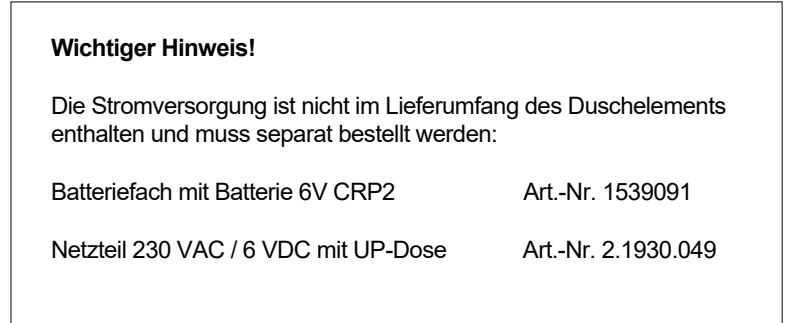 Wichtiger Hinweis!
Die Stromversorgung ist nicht im Lieferumfang des Duschelements
enthalten und muss separat bestellt werden:
Batteriefach mit Batterie 6V CRP2 Art.-Nr. 1539091
Netzteil 230 VAC / 6 VDC mit UP-Dose Art.-Nr. 2.1930.049